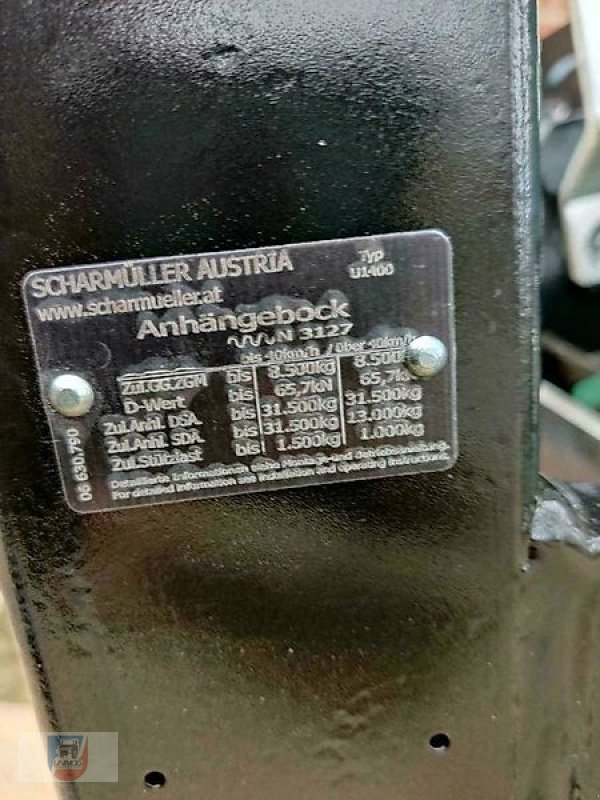 SCHARMÜLLER AUSTRIA
Typ
www.scharmueller.at
U1400
Anhängebock
N 3127
bis 40km/h / über 40km/h
Zul.GG.ZGM bis 8.500kg 8.500
D-Wert bis 65,7kN 65,7kN
Zul.Anhl. DSA bis 31.500kg 31.500kg
Zul.Anhl. SDA bis 31.500kg 13.000kg
Zul.Stützlast bis 1.500kg 1.000kg
Detaillierte Informationen siehe Montage-und Betriebsanleitung.
For detailed information see installation and operating instructions.
06 630.790
UNIMOG